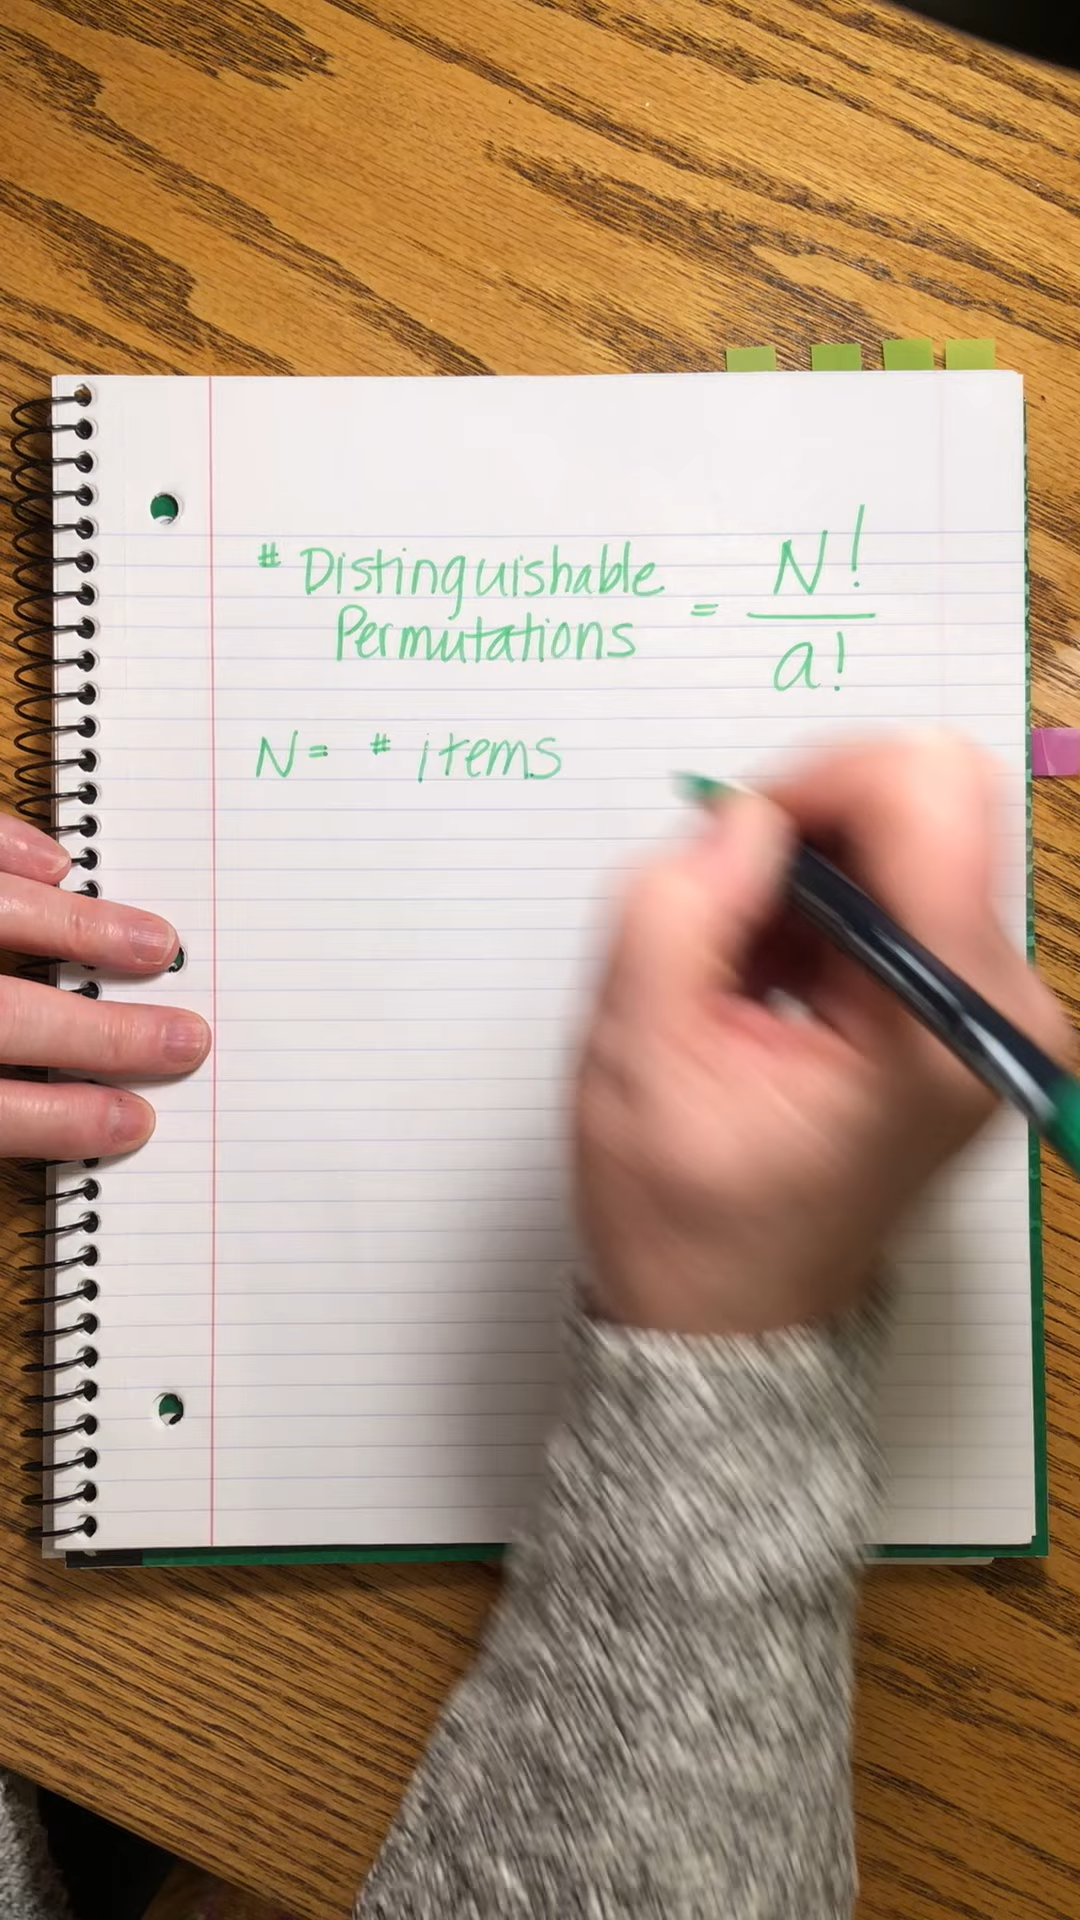 # Distinguishable
Permutations = N! / a!
N = # items